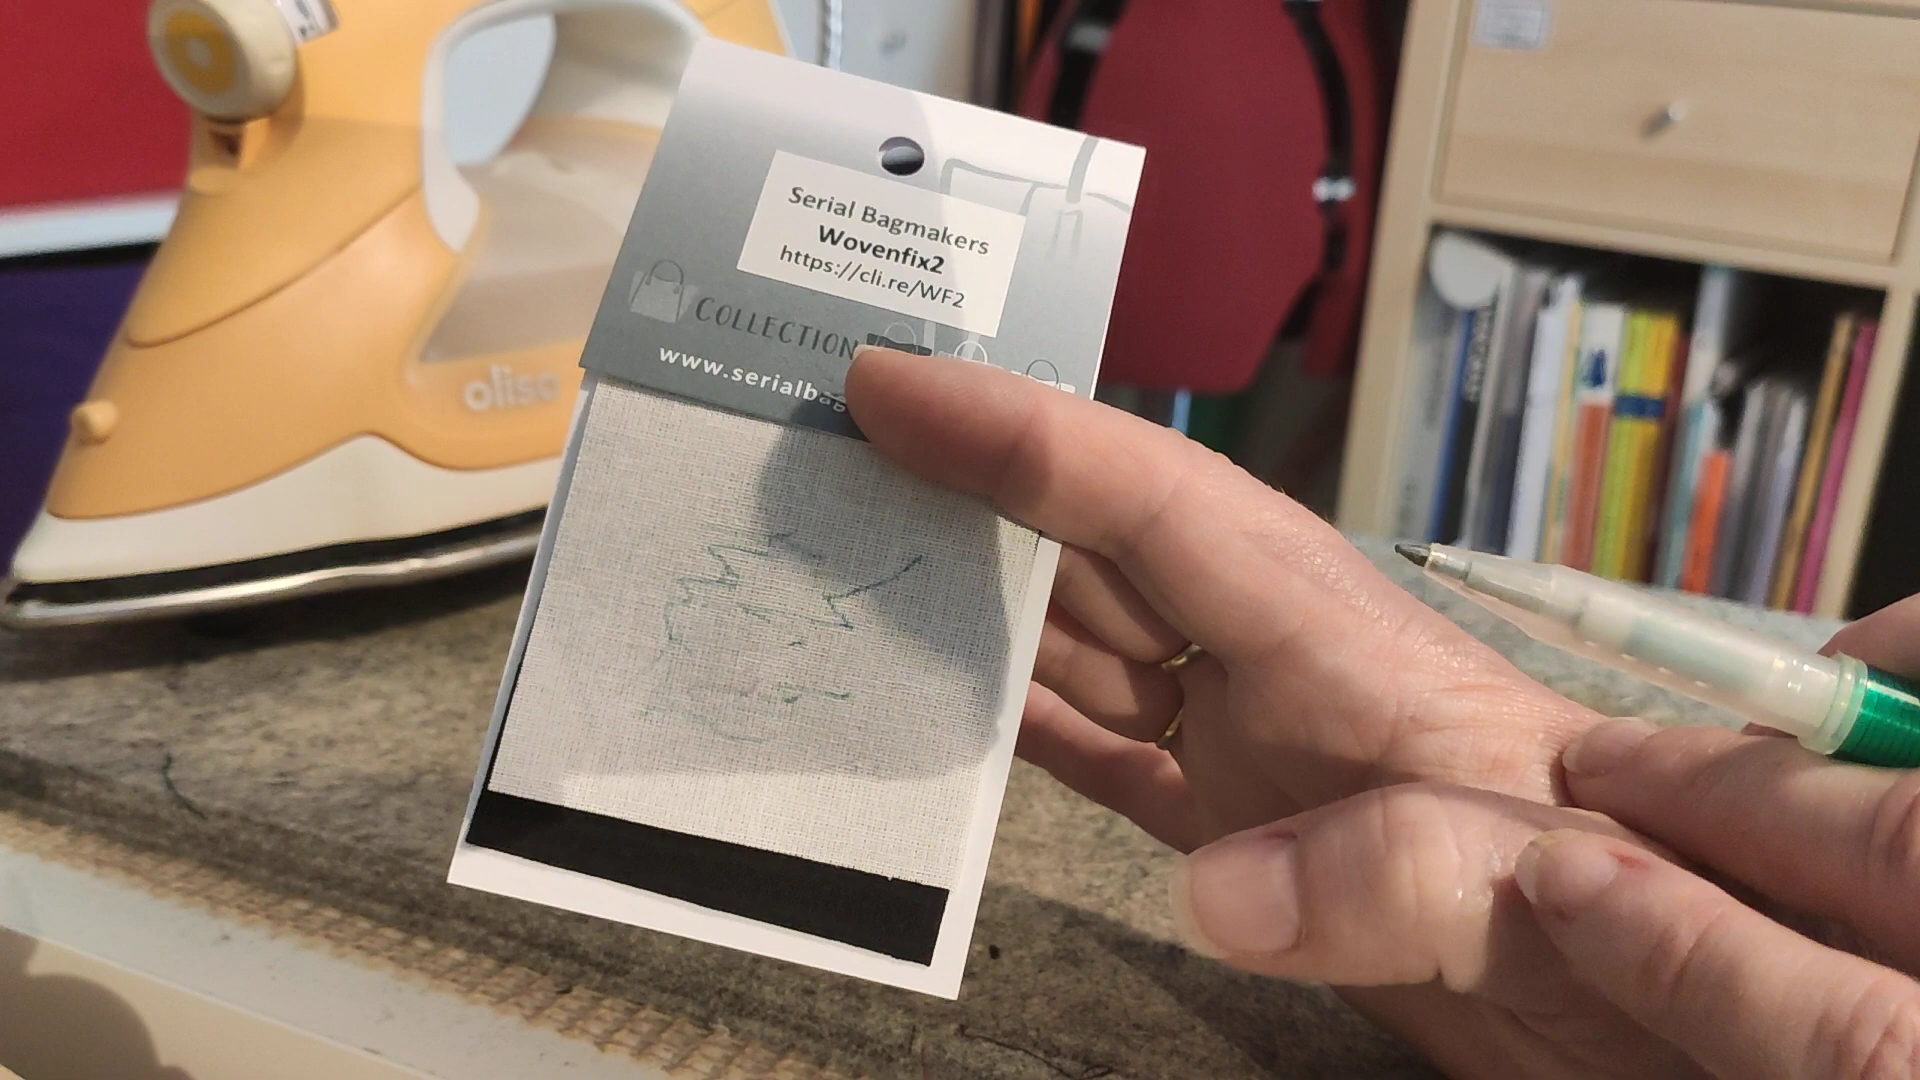 Serial Bagmakers
Wovenfix2
https://cli.re/WF2
COLLECTION
www.serialbag
oliso